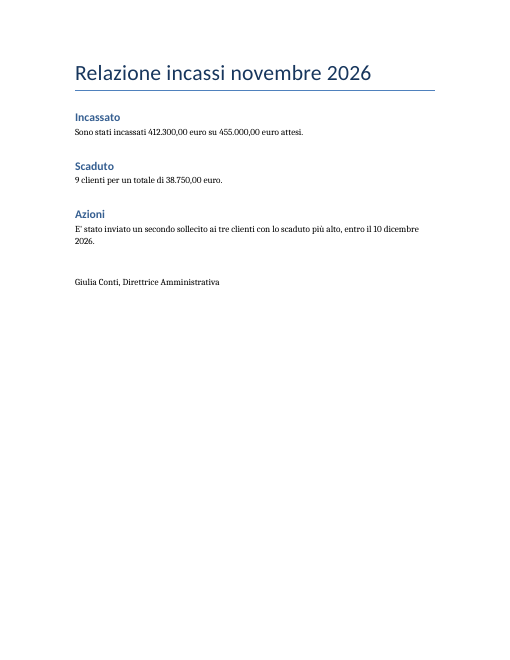 Relazione incassi novembre 2026
Incassato
Sono stati incassati 412.300,00 euro su 455.000,00 euro attesi.
Scaduto
9 clienti per un totale di 38.750,00 euro.
Azioni
E' stato inviato un secondo sollecito ai tre clienti con lo scaduto più alto, entro il 10 dicembre
2026.
Giulia Conti, Direttrice Amministrativa